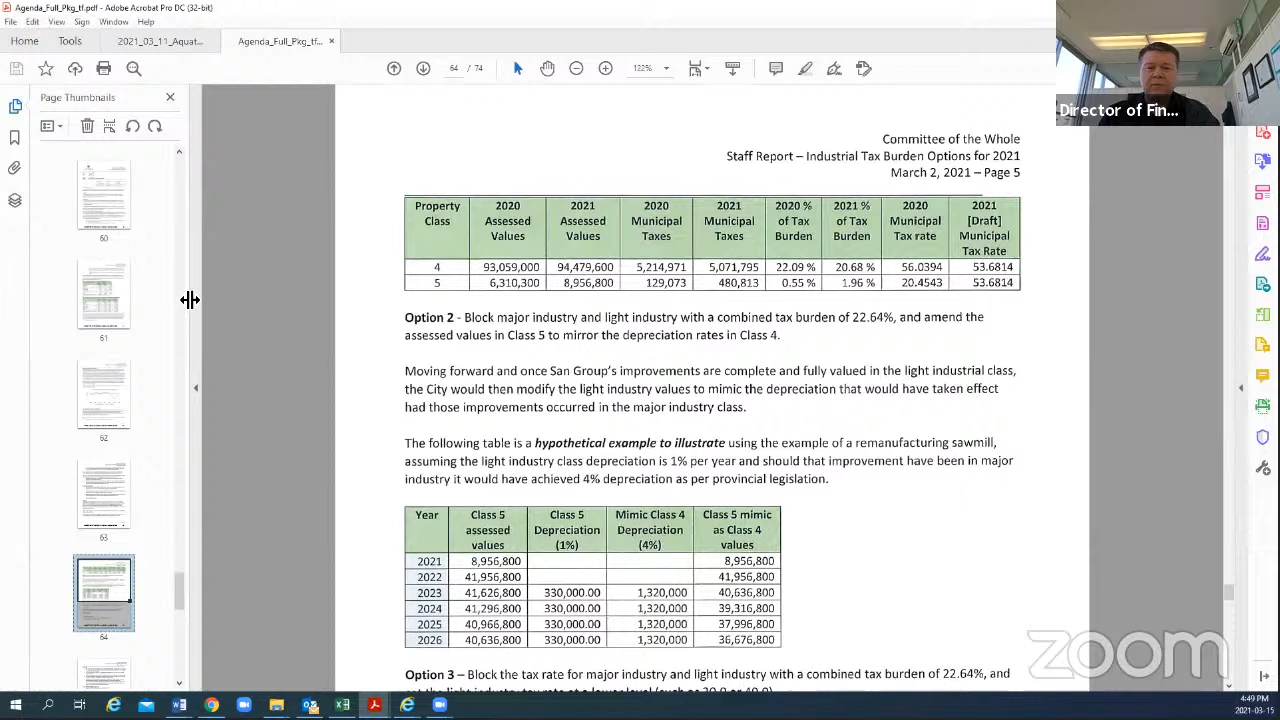 Agenda_Full_Pkg_tf.pdf - Adobe Acrobat Pro DC (32-bit)
File Edit View Sign Window Help
Home Tools 2021_03_11_Aquat... Agenda_Full_Pkg_tf... ×
122%
Page Thumbnails ×
60
61
62
63
64
Director of Fin...
Committee of the Whole
Staff Report – Industrial Tax Burden Options for 2021
March 2, 2021 – Page 5
Property Class 2020 Assessed Values 2021 Assessed Values 2020 Municipal Taxes 2021 Municipal Taxes 2020 % of Tax Burden 2021 % of Tax Burden 2020 Municipal Tax rate 2021 [Draft] Municipal Tax Rate
4 93,059,000 94,479,600 5,214,971 5,071,795 22.09 % 20.68 % 56.0394 53.6814
5 6,310,300 8,956,800 129,073 480,813 0.55 % 1.96 % 20.4543 53.6814
Option 2 - Block major industry and light industry with a combined tax burden of 22.64%, and amend the
assessed values in Class 5 to mirror the depreciation rates in Class 4.
Moving forward and once San Group's improvements are complete and fully valued in the light industrial class,
the City would then modify the light industry values to mimic the depreciation that would have taken effect
had those improvements occurred in the major industry class.
The following table is a hypothetical example to illustrate using the example of a remanufacturing sawmill,
assuming the light industry class depreciation is 1% per year and should that improvement have been in major
industry would have received 4% depreciation as per provincial legislation.
Year Class 5 assessed values Class 5 Depreciation (1%) Mimic Class 4 Depreciation (4%) Class 5 mimic as Class 4 values
2021 8,956,800 8,956,800
2022 41,956,800 41,956,800
2023 41,626,800 330,000.00 1,320,000 40,636,800
2024 41,296,800 330,000.00 1,320,000 39,316,800
2025 40,966,800 330,000.00 1,320,000 37,996,800
2026 40,636,800 330,000.00 1,320,000 36,676,800
– Block the tax rate for major industry and light industry combined tax burden of and
zoom
4:49 PM
2021-03-15